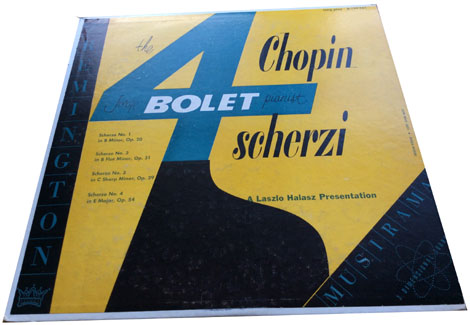 the
4 Chopin
Jorge BOLET pianist
scherzi
Scherzo No. 1
in B Minor, Op. 20
Scherzo No. 2
in B Flat Minor, Op. 31
Scherzo No. 3
in C Sharp Minor, Op. 39
Scherzo No. 4
in E Major, Op. 54
A Laszlo Halasz Presentation
REMINGTON
MUSIRAMA